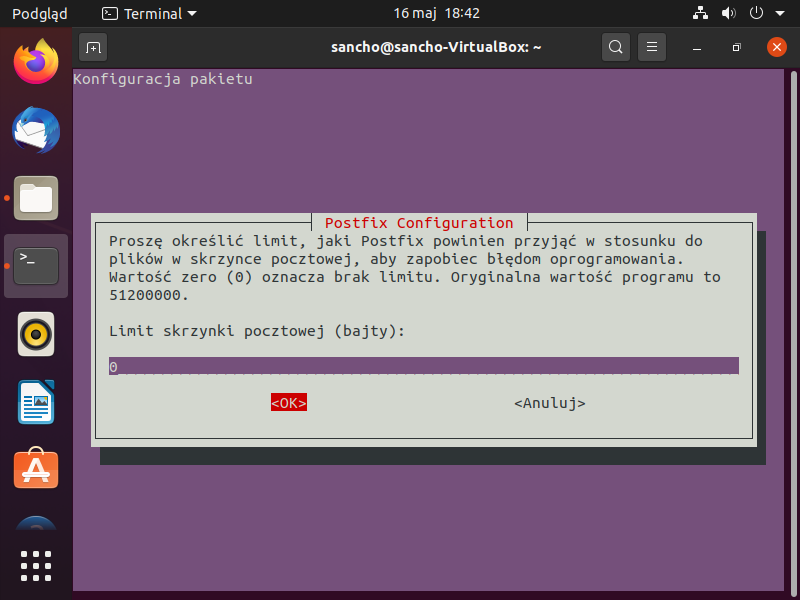 Podgląd
Terminal
16 maj 18:42
sancho@sancho-VirtualBox: ~
Konfiguracja pakietu
Postfix Configuration
Proszę określić limit, jaki Postfix powinien przyjąć w stosunku do
plików w skrzynce pocztowej, aby zapobiec błędom oprogramowania.
Wartość zero (0) oznacza brak limitu. Oryginalna wartość programu to
51200000.
Limit skrzynki pocztowej (bajty):
0
<OK>
<Anuluj>